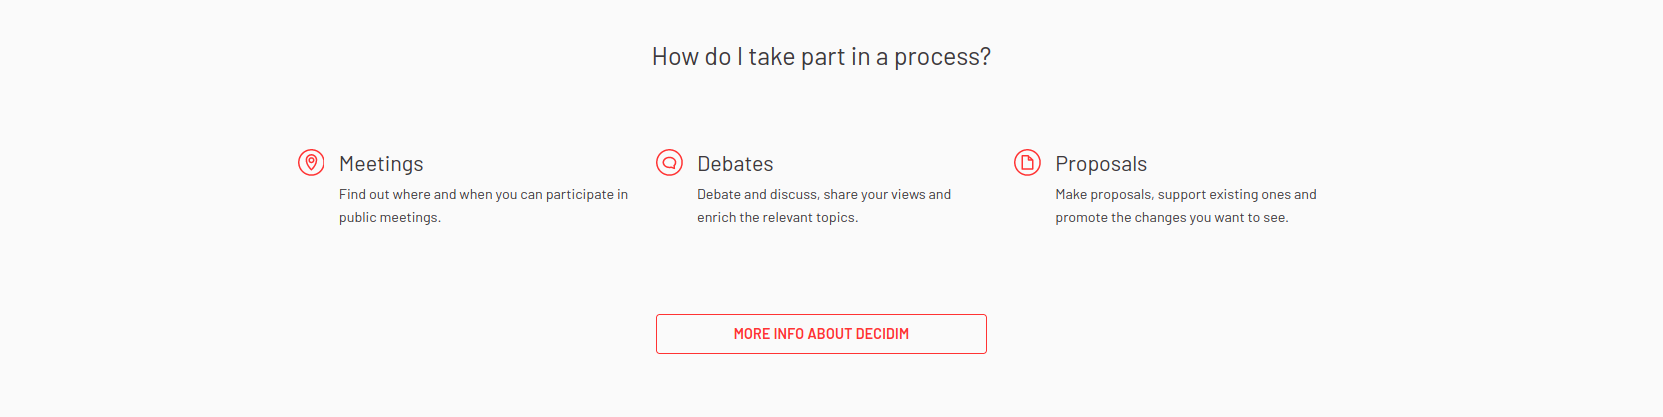 How do I take part in a process?
Meetings
Find out where and when you can participate in
public meetings.
Debates
Debate and discuss, share your views and
enrich the relevant topics.
Proposals
Make proposals, support existing ones and
promote the changes you want to see.
MORE INFO ABOUT DECIDIM